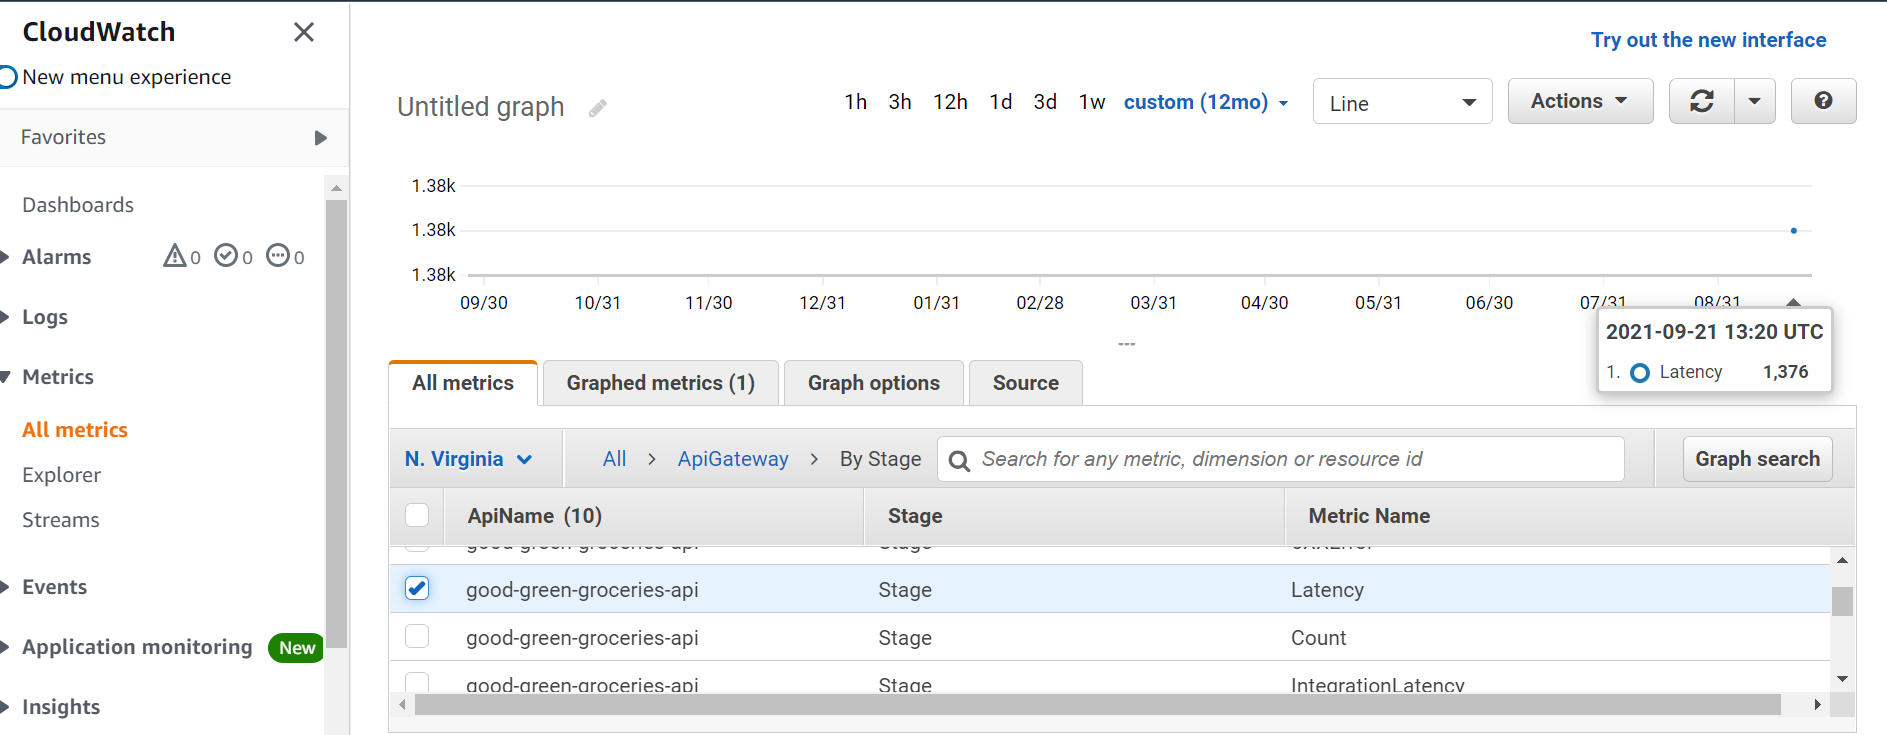 CloudWatch
New menu experience
Favorites
Dashboards
Alarms 0 0 0
Logs
Metrics
All metrics
Explorer
Streams
Events
Application monitoring New
Insights
Try out the new interface
Untitled graph
1h 3h 12h 1d 3d 1w custom (12mo) Line Actions ?
1.38k
1.38k
1.38k
09/30 10/31 11/30 12/31 01/31 02/28 03/31 04/30 05/31 06/30 07/31 08/31
2021-09-21 13:20 UTC
1. Latency 1,376
All metrics Graphed metrics (1) Graph options Source
N. Virginia All > ApiGateway > By Stage Search for any metric, dimension or resource id Graph search
ApiName (10) Stage Metric Name
good-green-groceries-api Stage 5XXError
good-green-groceries-api Stage Latency
good-green-groceries-api Stage Count
good-green-groceries-api Stage IntegrationLatency